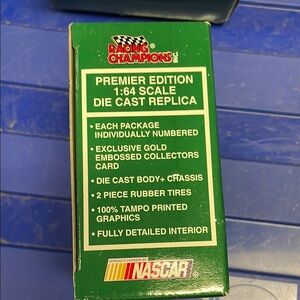 RACING
CHAMPIONS
PREMIER EDITION
1:64 SCALE
DIE CAST REPLICA
• EACH PACKAGE
INDIVIDUALLY NUMBERED
• EXCLUSIVE GOLD
EMBOSSED COLLECTORS
CARD
• DIE CAST BODY + CHASSIS
• 2 PIECE RUBBER TIRES
• 100% TAMPO PRINTED
GRAPHICS
• FULLY DETAILED INTERIOR
NASCAR